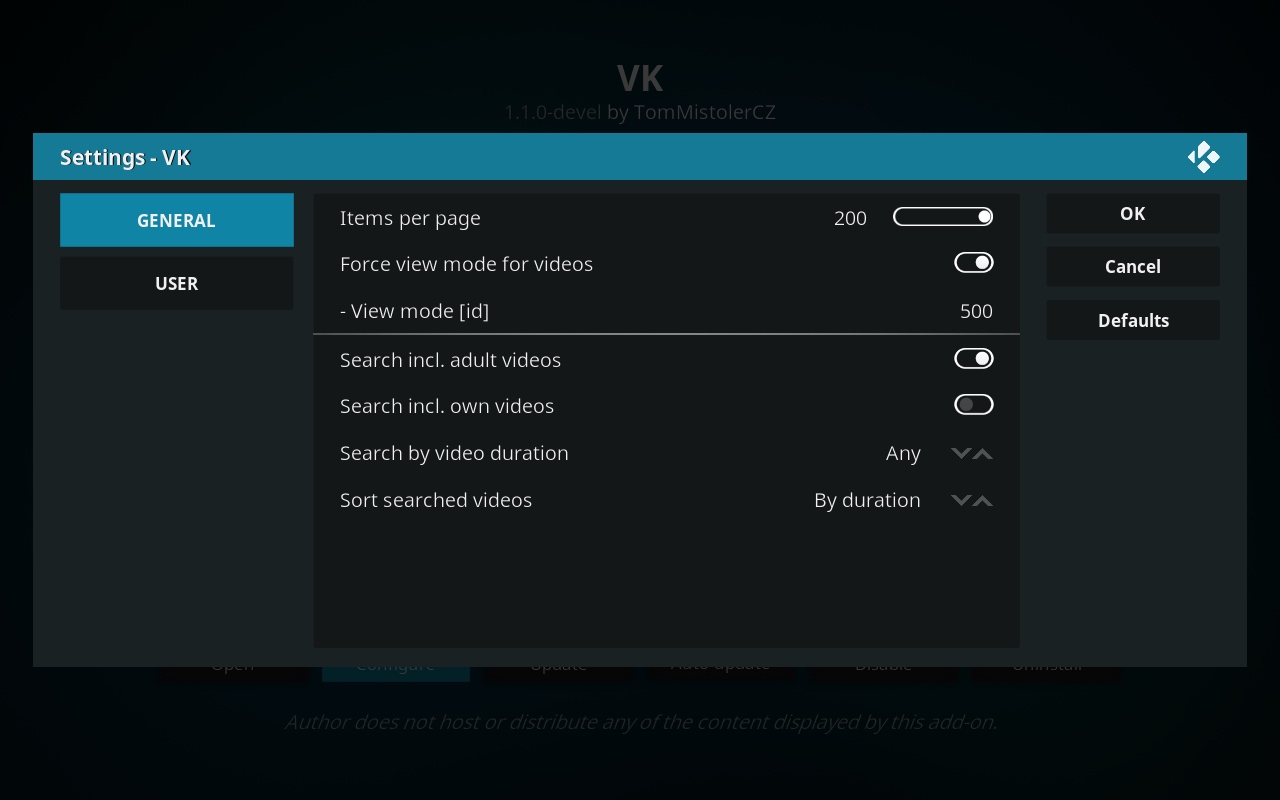 VK
1.1.0-devel by TomMistolerCZ
Settings - VK
GENERAL
USER
Items per page 200
Force view mode for videos
- View mode [id] 500
Search incl. adult videos
Search incl. own videos
Search by video duration Any
Sort searched videos By duration
OK
Cancel
Defaults
Open Configure Update Auto-update Disable Uninstall
Author does not host or distribute any of the content displayed by this add-on.